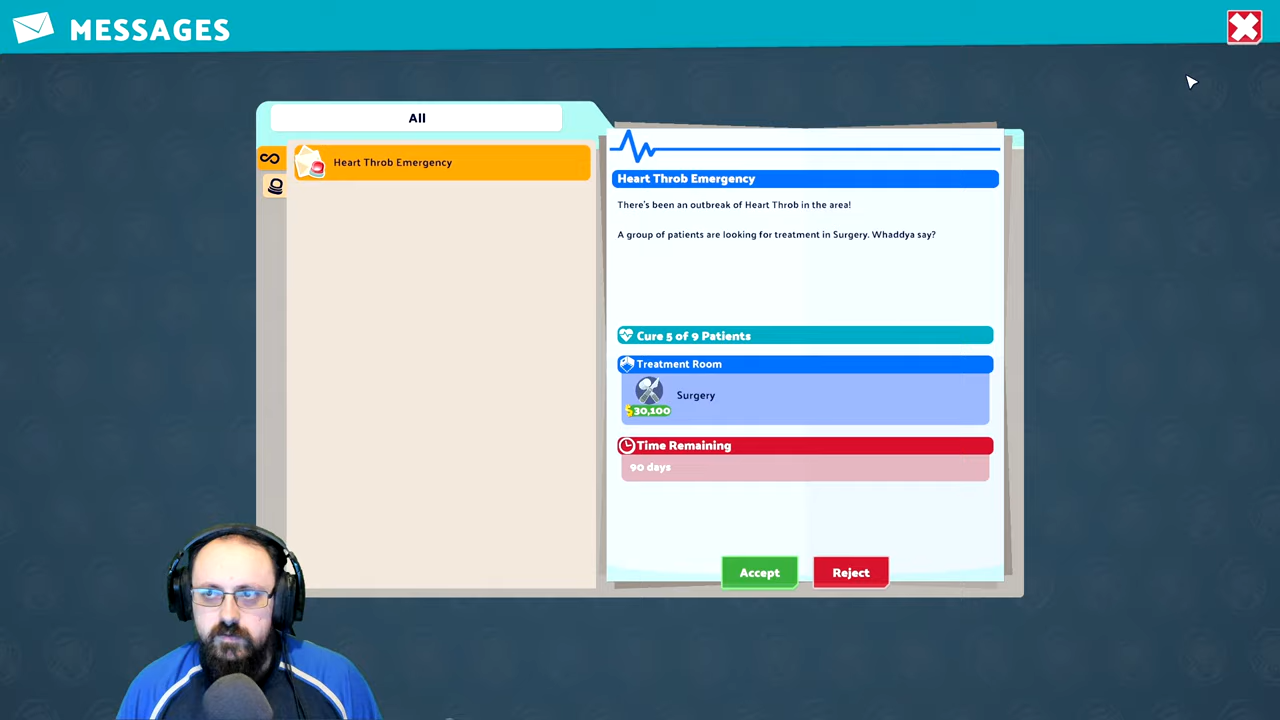 MESSAGES
All
Heart Throb Emergency
Heart Throb Emergency
There's been an outbreak of Heart Throb in the area!
A group of patients are looking for treatment in Surgery. Whaddya say?
Cure 5 of 9 Patients
Treatment Room
Surgery
$30,100
Time Remaining
90 days
Accept
Reject